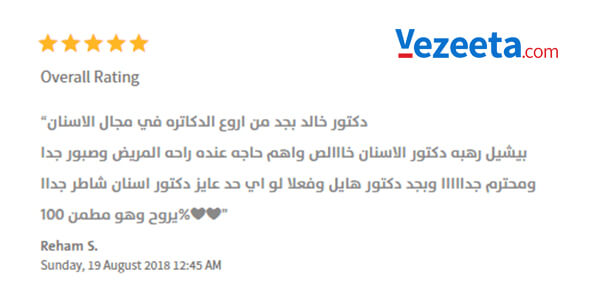 Vezeeta.com
Overall Rating
"دكتور خالد بجد من اروع الدكاتره في مجال الاسنان
بيشيل رهبه دكتور الاسنان خااالص واهم حاجه عنده راحه المريض وصبور جدا
ومحترم جدااااا وبجد دكتور هايل وفعلا لو اي حد عايز دكتور اسنان شاطر جداا
يروح وهو مطمن 100%🖤🖤"
Reham S.
Sunday, 19 August 2018 12:45 AM